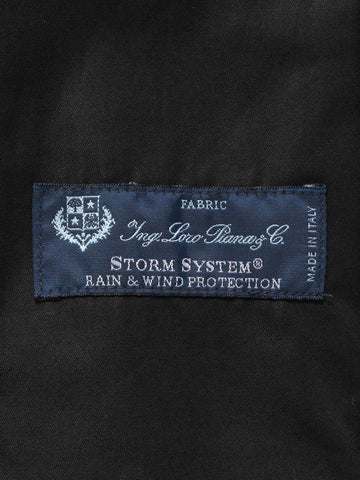 FABRIC
Ing. Loro Piana & C.
STORM SYSTEM®
RAIN & WIND PROTECTION
MADE IN ITALY